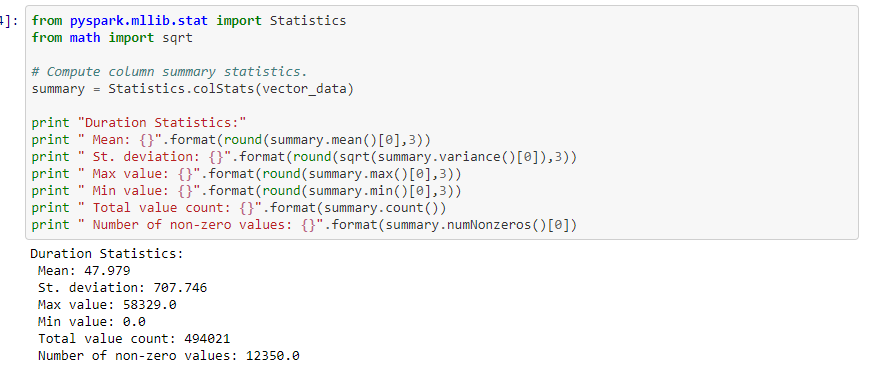 4]: from pyspark.mllib.stat import Statistics
from math import sqrt
# Compute column summary statistics.
summary = Statistics.colStats(vector_data)
print "Duration Statistics:"
print " Mean: {}".format(round(summary.mean()[0],3))
print " St. deviation: {}".format(round(sqrt(summary.variance()[0]),3))
print " Max value: {}".format(round(summary.max()[0],3))
print " Min value: {}".format(round(summary.min()[0],3))
print " Total value count: {}".format(summary.count())
print " Number of non-zero values: {}".format(summary.numNonzeros()[0])
Duration Statistics:
 Mean: 47.979
 St. deviation: 707.746
 Max value: 58329.0
 Min value: 0.0
 Total value count: 494021
 Number of non-zero values: 12350.0